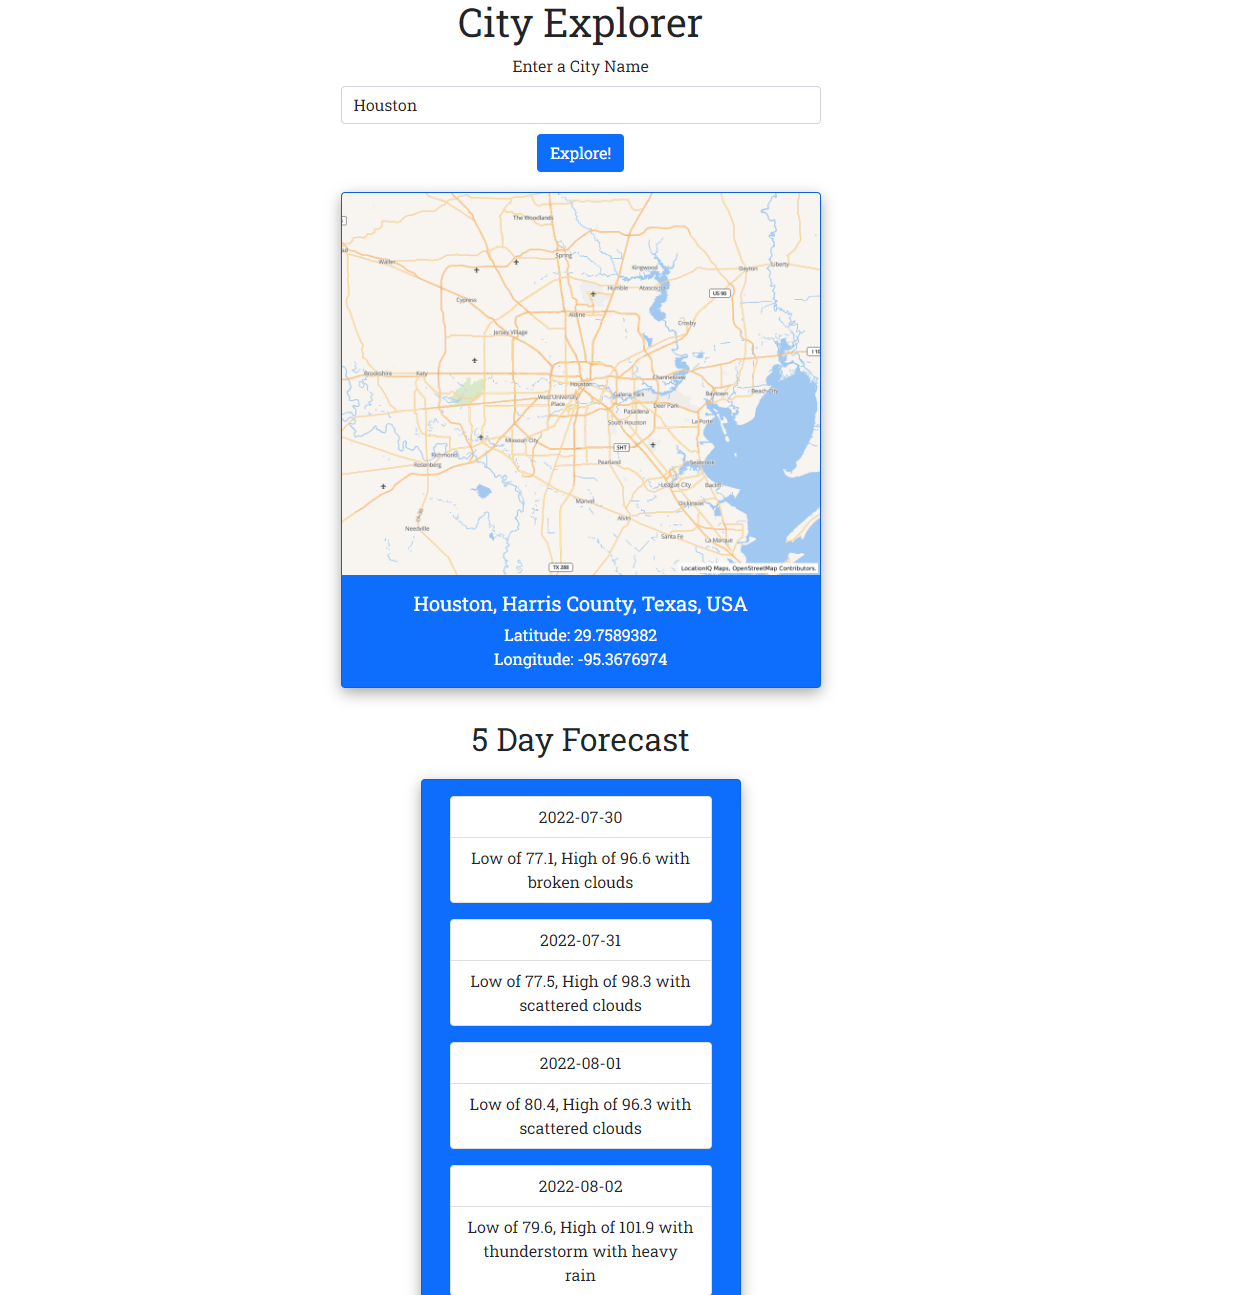 City Explorer
Enter a City Name
Houston
Explore!
The Woodlands
Waller
Spring
Kingwood
Dayton
Liberty
Humble
Atascocita
US 90
Cypress
Aldine
Crosby
Jersey Village
I 10
Brookshire
Katy
Channelview
Houston
West University
Place
Galena Park
Baytown
Beach City
Deer Park
Pasadena
South Houston
La Porte
Missouri City
SHT
Richmond
Rosenberg
Pearland
Seabrook
League City
Manvel
Dickinson
Alvin
Needville
Santa Fe
La Marque
TX 288
LocationIQ Maps, OpenStreetMap Contributors.
Houston, Harris County, Texas, USA
Latitude: 29.7589382
Longitude: -95.3676974
5 Day Forecast
2022-07-30
Low of 77.1, High of 96.6 with
broken clouds
2022-07-31
Low of 77.5, High of 98.3 with
scattered clouds
2022-08-01
Low of 80.4, High of 96.3 with
scattered clouds
2022-08-02
Low of 79.6, High of 101.9 with
thunderstorm with heavy
rain